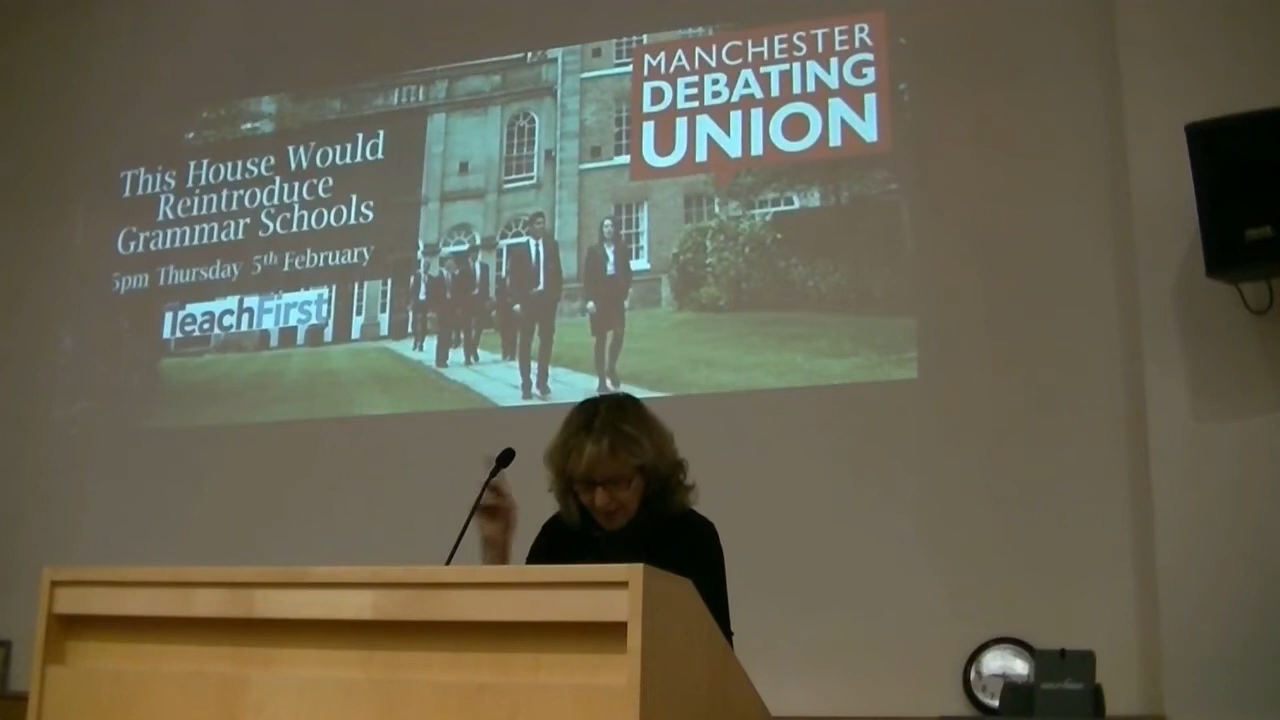 This House Would
Reintroduce
Grammar Schools
5pm Thursday 5th February
TeachFirst
MANCHESTER
DEBATING
UNION